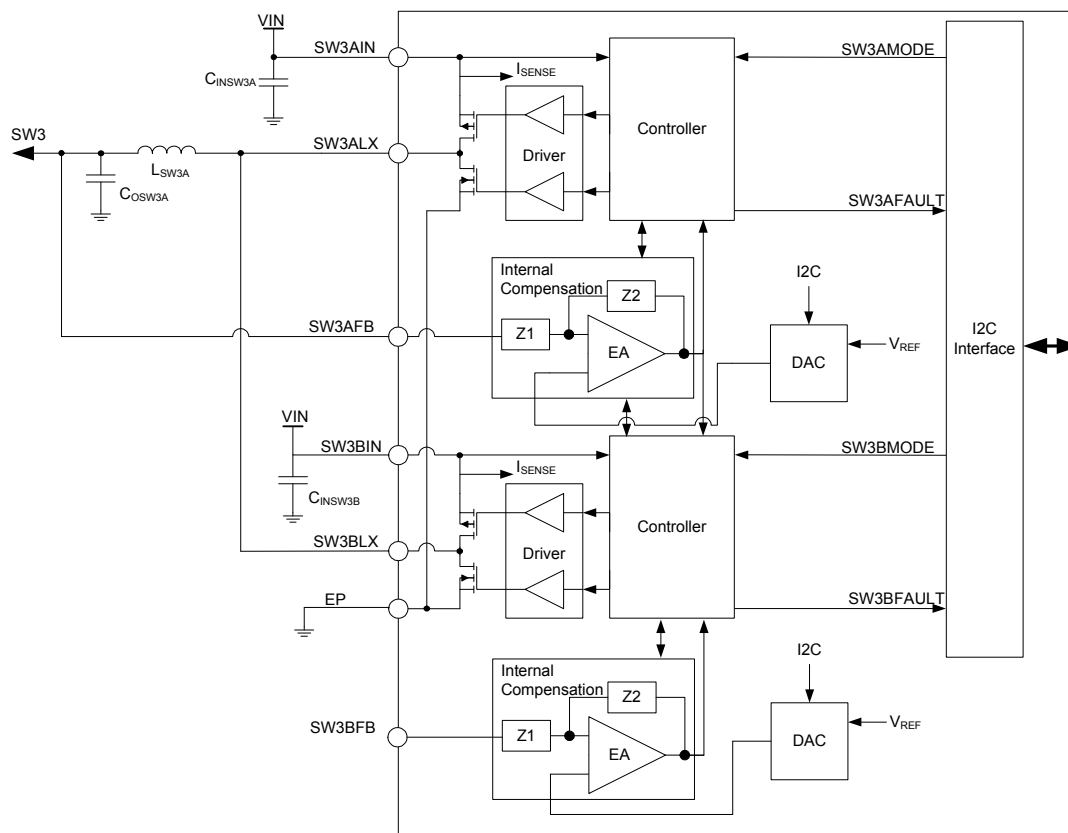 VIN
SW3AIN
SW3AMODE
CINSW3A
ISENSE
Controller
SW3
SW3ALX
Driver
LSW3A
COSW3A
SW3AFAULT
Internal
Compensation
I2C
Z2
SW3AFB
Z1
EA
VREF
DAC
I2C
Interface
VIN
SW3BIN
SW3BMODE
CINSW3B
ISENSE
Controller
SW3BLX
Driver
EP
SW3BFAULT
Internal
Compensation
I2C
Z2
SW3BFB
Z1
EA
VREF
DAC